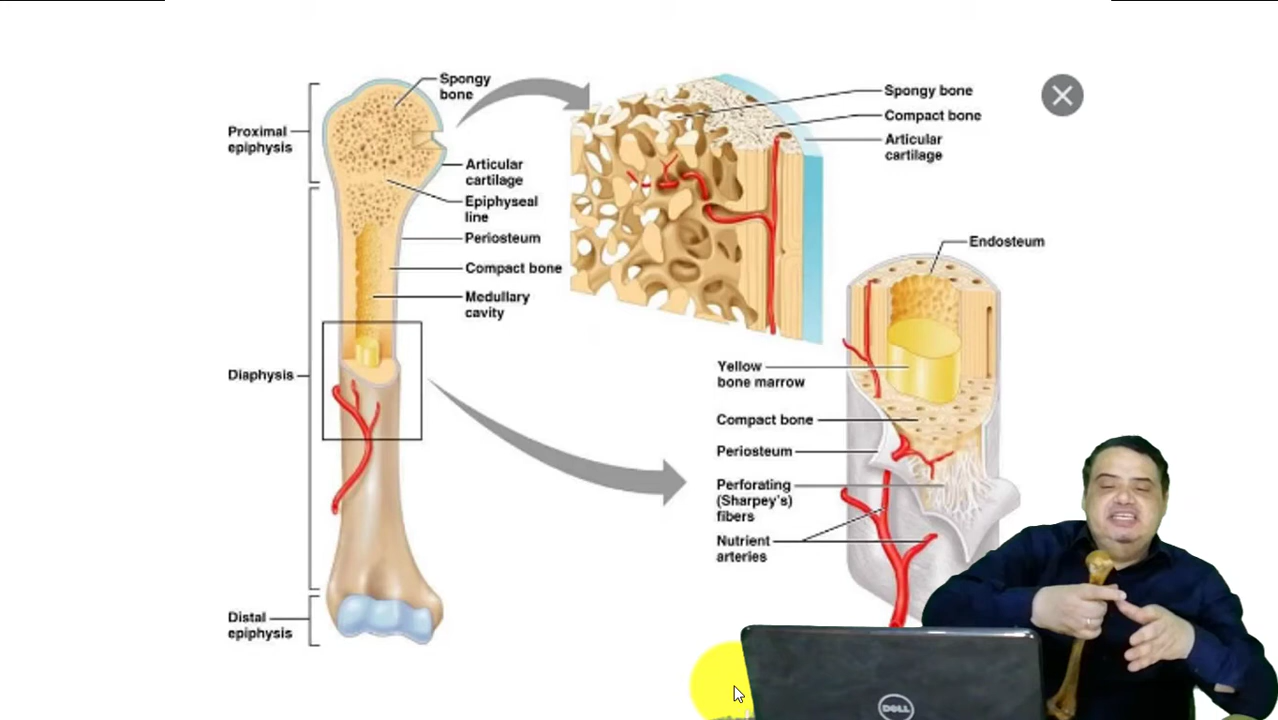 Spongy
bone
Proximal
epiphysis
Articular
cartilage
Epiphyseal
line
Periosteum
Compact bone
Medullary
cavity
Diaphysis
Distal
epiphysis
Spongy bone
Compact bone
Articular
cartilage
Endosteum
Yellow
bone marrow
Compact bone
Periosteum
Perforating
(Sharpey's)
fibers
Nutrient
arteries
DELL